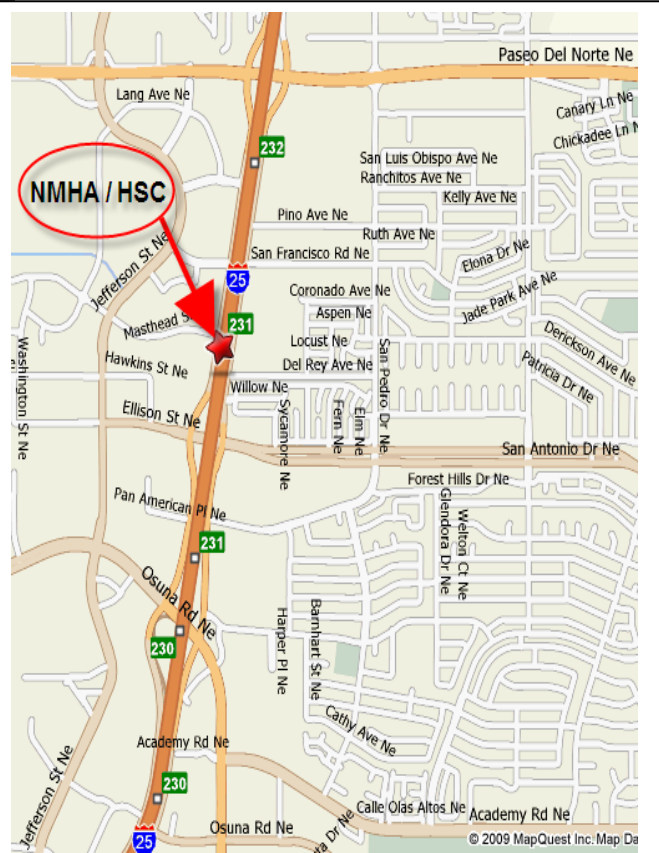 Paseo Del Norte Ne
Lang Ave Ne
Canary Ln Ne
Chickadee Ln N
232
San Luis Obispo Ave Ne
Ranchitos Ave Ne
Kelly Ave Ne
NMHA / HSC
Pino Ave Ne
Ruth Ave Ne
San Francisco Rd Ne
Elona Dr Ne
Jefferson St Ne
25
Coronado Ave Ne
Jade Park Ave Ne
Aspen Ne
Masthead S
231
Derickson Ave Ne
Locust Ne
Hawkins St Ne
Del Rey Ave Ne
San Pedro Dr Ne
Patricia Dr Ne
Washington St Ne
Willow Ne
Ellison St Ne
Sycamore Ne
Fern Ne
Elm Ne
San Antonio Dr Ne
Forest Hills Dr Ne
Pan American Pl Ne
Glendora Dr Ne
Welton Ct Ne
231
Osuna Rd Ne
230
Harper Pl Ne
Barnhart St Ne
Cathy Ave Ne
Academy Rd Ne
Jefferson St Ne
230
Calle Olas Altos Ne
Academy Rd Ne
25
Osuna Rd Ne
a Dr Ne
© 2009 MapQuest Inc. Map Da